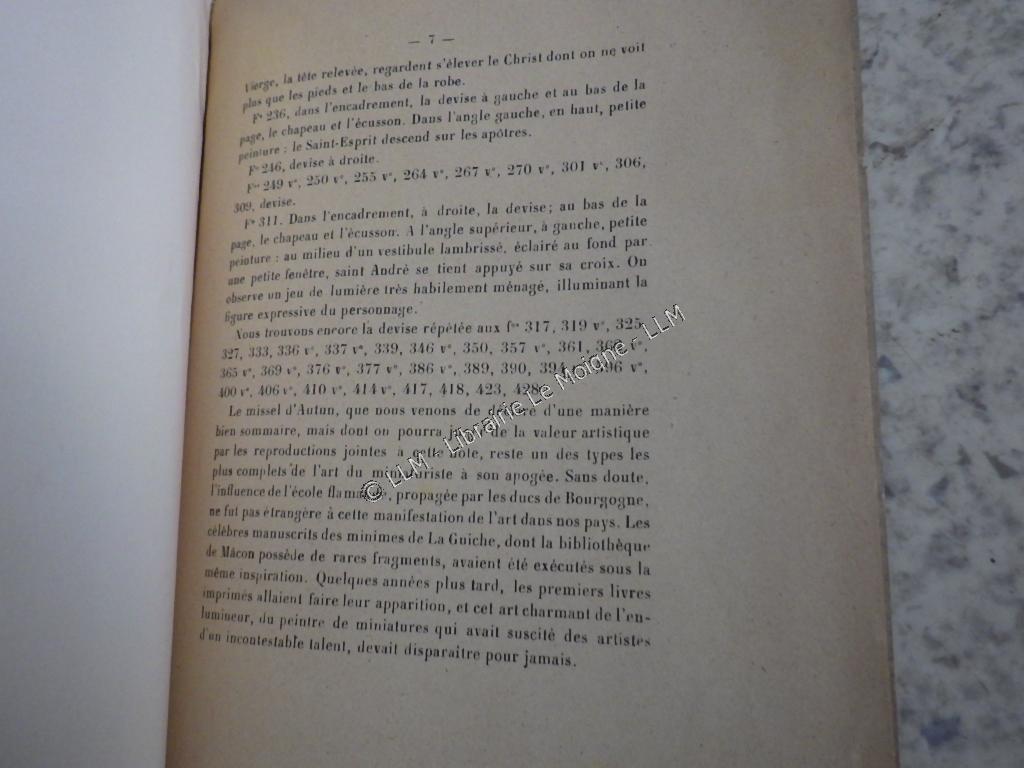 — 7 —
Vierge, la tête relevée, regardent s'élever le Christ dont on ne voit
plus que les pieds et le bas de la robe.
F° 236, dans l'encadrement, la devise à gauche et au bas de la
page, le chapeau et l'écusson. Dans l'angle gauche, en haut, petite
peinture : le Saint-Esprit descend sur les apôtres.
F° 246, devise à droite.
Fos 249 v°, 250 v°, 255 v°, 264 v°, 267 v°, 270 v°, 301 v°, 306,
309, devise.
F° 311. Dans l'encadrement, à droite, la devise; au bas de la
page, le chapeau et l'écusson. A l'angle supérieur, à gauche, petite
peinture : au milieu d'un vestibule lambrissé, éclairé au fond par
une petite fenêtre, saint André se tient appuyé sur sa croix. On
observe un jeu de lumière très habilement ménagé, illuminant la
figure expressive du personnage.
Nous trouvons encore la devise répétée aux fos 317, 319 v°, 325,
327, 333, 336 v°, 337 v°, 339, 346 v°, 350, 357 v°, 361, v°,
365 v°, 369 v°, 376 v°, 377 v°, 386 v°, 389, 390, 394, 396 v°,
400 v°, 406 v°, 410 v°, 414 v°, 417, 418, 423, 428.
Le missel d'Autun, que nous venons de d'une manière
bien sommaire, mais dont on pourra de la valeur artistique
par les reproductions jointes à cette note, reste un des types les
plus complets de l'art du miniaturiste à son apogée. Sans doute,
l'influence de l'école flamande, propagée par les ducs de Bourgogne,
ne fut pas étrangère à cette manifestation de l'art dans nos pays. Les
célèbres manuscrits des minimes de La Guiche, dont la bibliothèque
de Mâcon possède de rares fragments, avaient été exécutés sous la
même inspiration. Quelques années plus tard, les premiers livres
imprimés allaient faire leur apparition, et cet art charmant de l'en-
lumineur, du peintre de miniatures qui avait suscité des artistes
d'un incontestable talent, devait disparaître pour jamais.
© LLM - Librairie Le Moigne - LLM